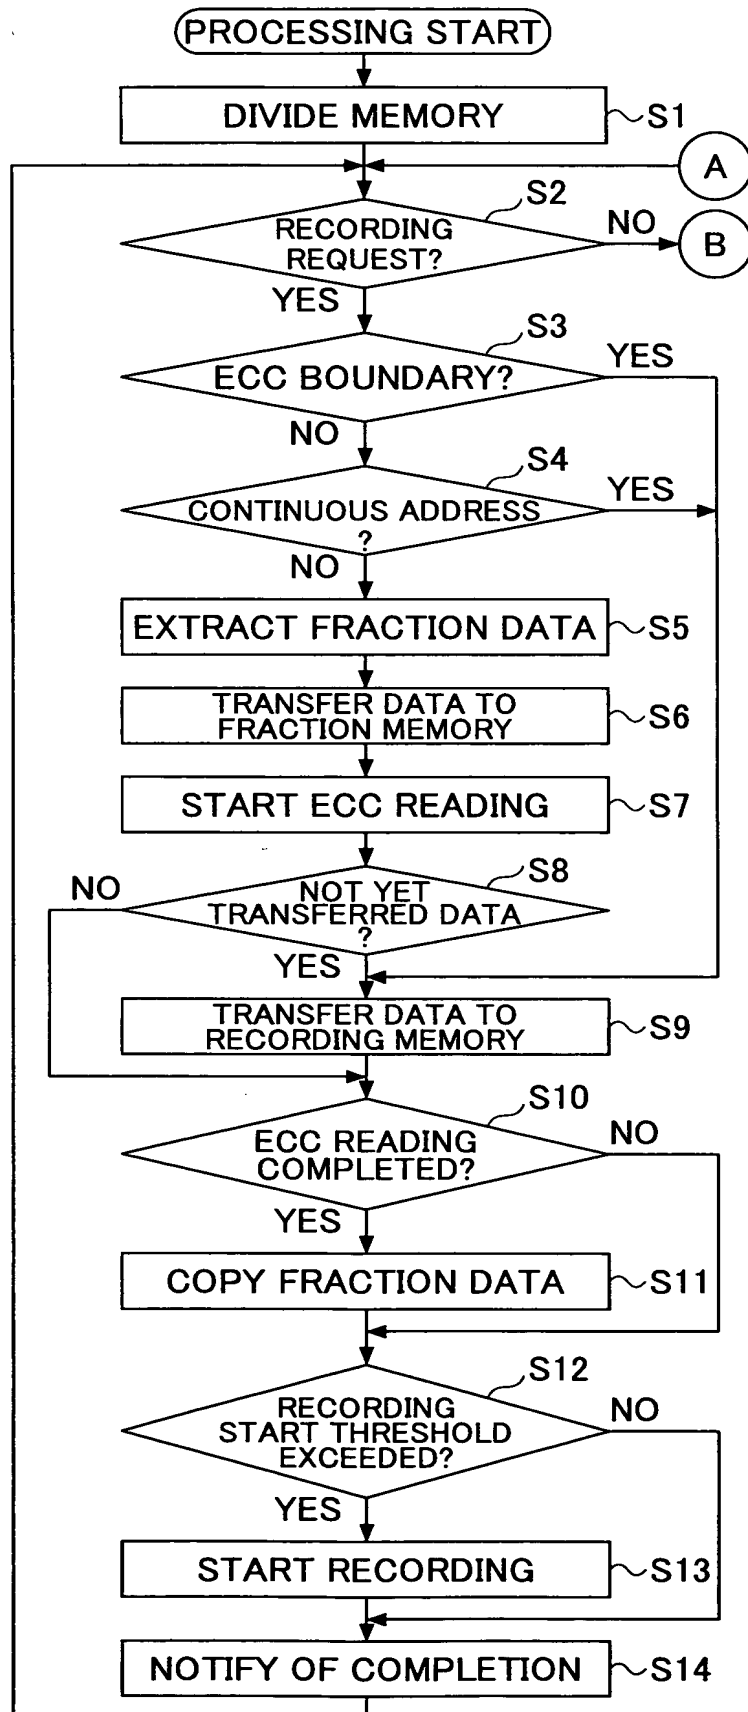 PROCESSING START
DIVIDE MEMORY
S1
A
S2
RECORDING
REQUEST?
NO
B
YES
S3
ECC BOUNDARY?
YES
NO
S4
CONTINUOUS ADDRESS
?
YES
NO
EXTRACT FRACTION DATA
S5
TRANSFER DATA TO
FRACTION MEMORY
S6
START ECC READING
S7
S8
NO
NOT YET
TRANSFERRED DATA
?
YES
TRANSFER DATA TO
RECORDING MEMORY
S9
S10
ECC READING
COMPLETED?
NO
YES
COPY FRACTION DATA
S11
S12
RECORDING
START THRESHOLD
EXCEEDED?
NO
YES
START RECORDING
S13
NOTIFY OF COMPLETION
S14